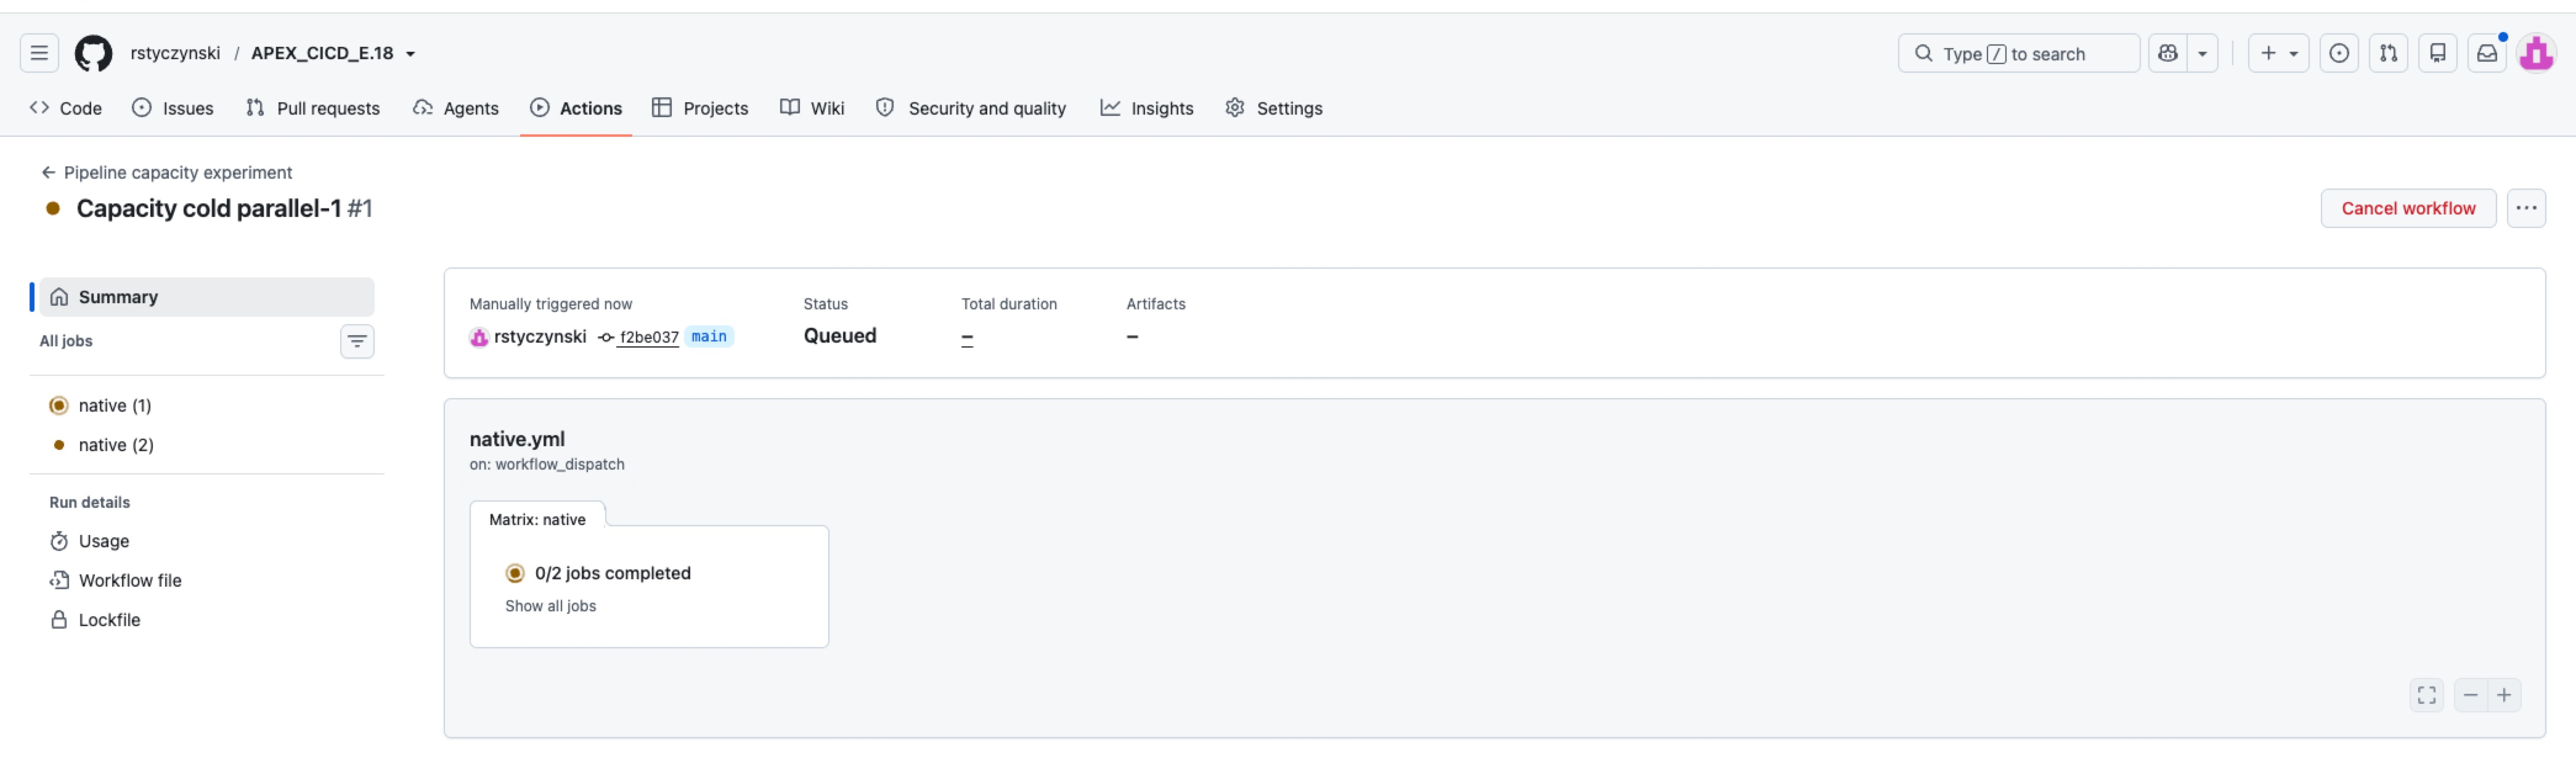 rstyczynski / APEX_CICD_E.18
Type / to search
Code Issues Pull requests Agents Actions Projects Wiki Security and quality Insights Settings
Pipeline capacity experiment
Capacity cold parallel-1 #1
Cancel workflow
Summary
All jobs
native (1)
native (2)
Run details
Usage
Workflow file
Lockfile
Manually triggered now Status Total duration Artifacts
rstyczynski f2be037 main Queued – –
native.yml
on: workflow_dispatch
Matrix: native
0/2 jobs completed
Show all jobs